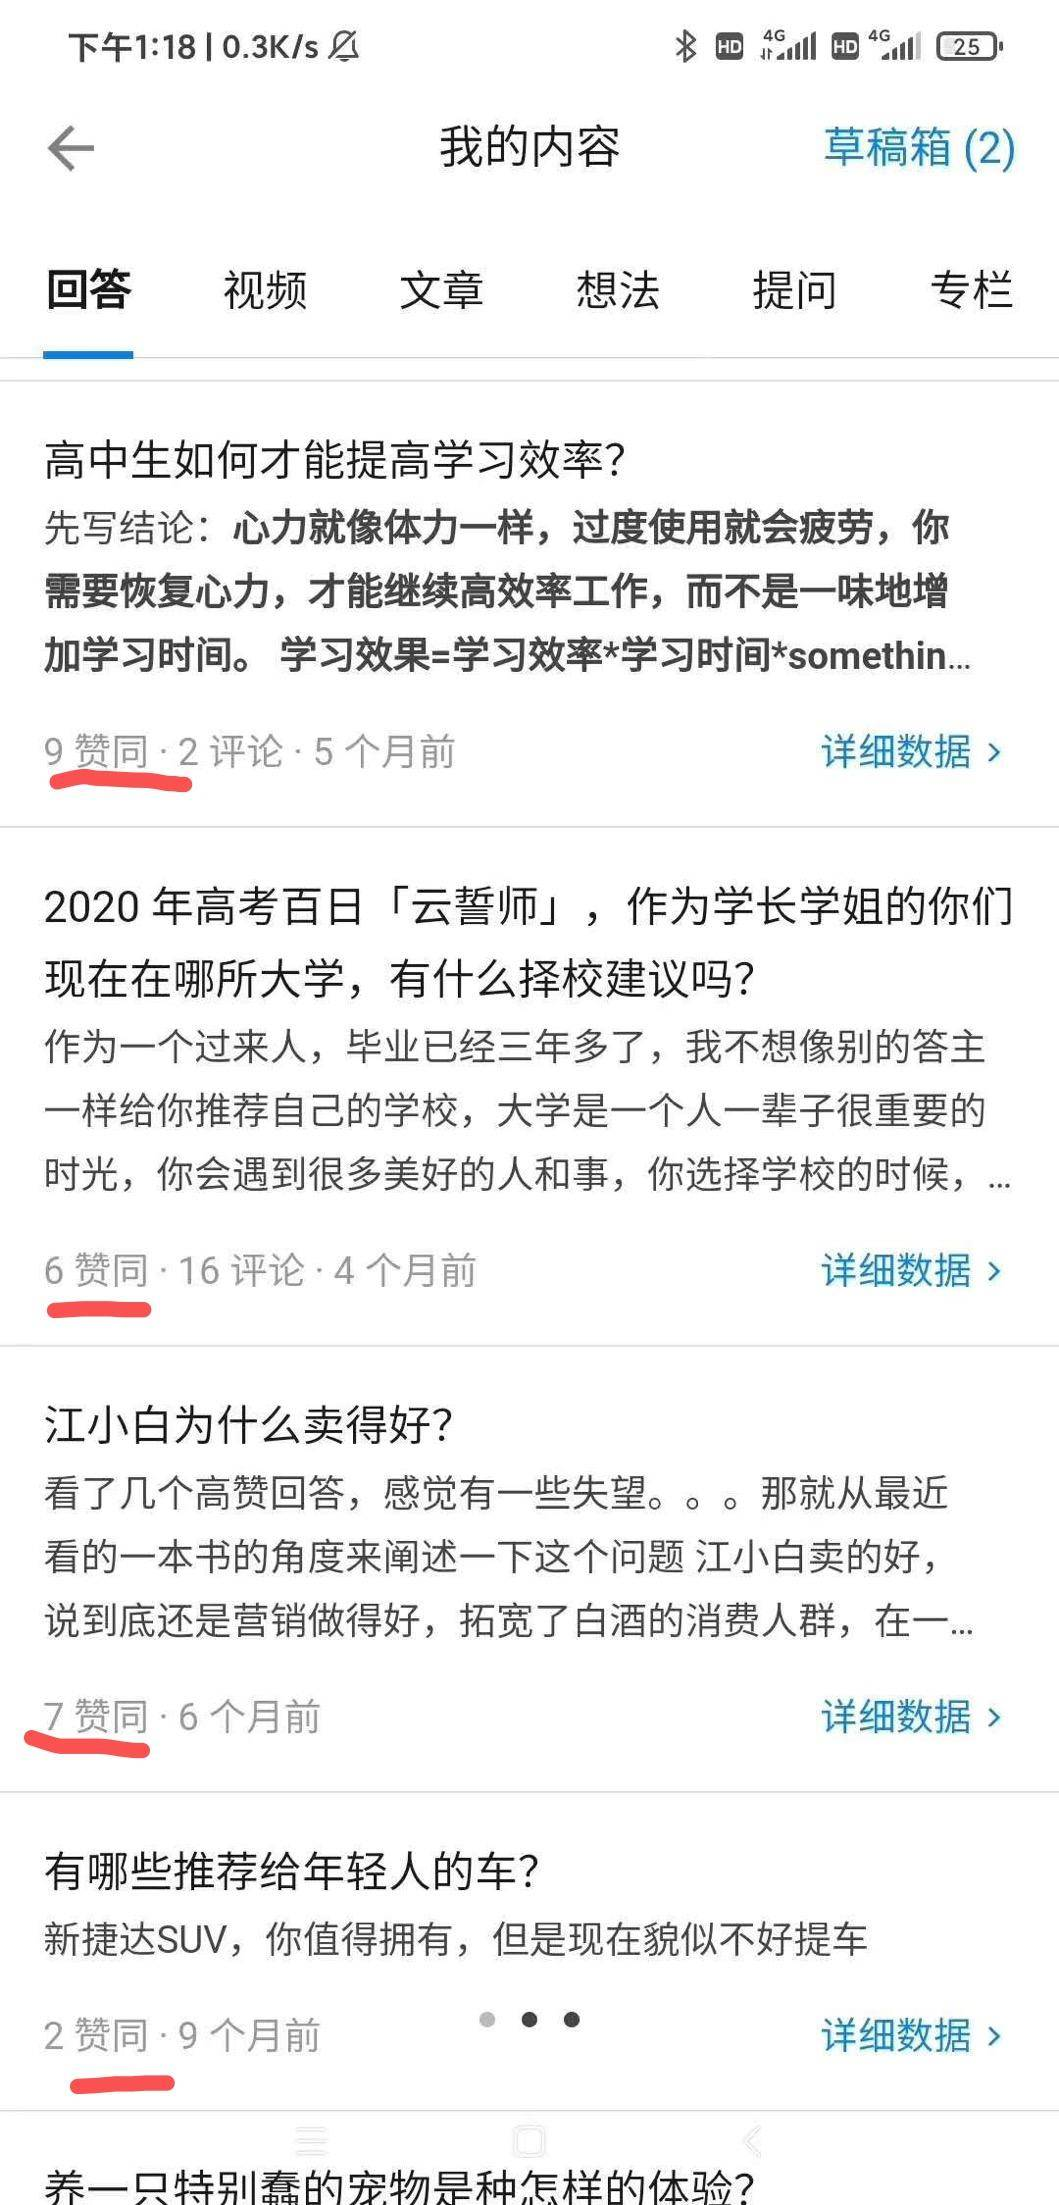 下午1:18 | 0.3K/s
HD 4G HD 4G 25
我的内容 草稿箱 (2)
回答 视频 文章 想法 提问 专栏
高中生如何才能提高学习效率?
先写结论：心力就像体力一样，过度使用就会疲劳，你
需要恢复心力，才能继续高效率工作，而不是一味地增
加学习时间。 学习效果=学习效率*学习时间*somethin...
9 赞同 · 2 评论 · 5 个月前 详细数据 >
2020 年高考百日「云誓师」，作为学长学姐的你们
现在在哪所大学，有什么择校建议吗?
作为一个过来人，毕业已经三年多了，我不想像别的答主
一样给你推荐自己的学校，大学是一个人一辈子很重要的
时光，你会遇到很多美好的人和事，你选择学校的时候，...
6 赞同 · 16 评论 · 4 个月前 详细数据 >
江小白为什么卖得好?
看了几个高赞回答，感觉有一些失望。。。那就从最近
看的一本书的角度来阐述一下这个问题 江小白卖的好，
说到底还是营销做得好，拓宽了白酒的消费人群，在一...
7 赞同 · 6 个月前 详细数据 >
有哪些推荐给年轻人的车?
新捷达SUV，你值得拥有，但是现在貌似不好提车
2 赞同 · 9 个月前 详细数据 >
养一只特别蠢的宠物是种怎样的体验?